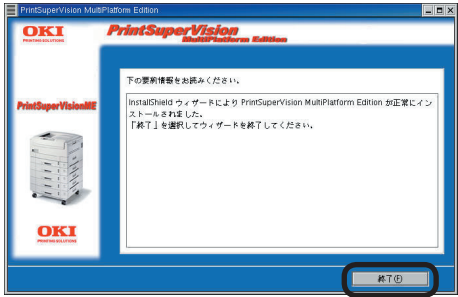 PrintSuperVision MultiPlatform Edition
OKI
PRINTING SOLUTIONS
PrintSuperVision
MultiPlatform Edition
下の要約情報をお読みください。
PrintSuperVisionME
InstallShield ウィザードにより PrintSuperVision MultiPlatform Edition が正常にイン
ストールされました。
「終了」を選択してウィザードを終了してください。
OKI
PRINTING SOLUTIONS
終了(F)